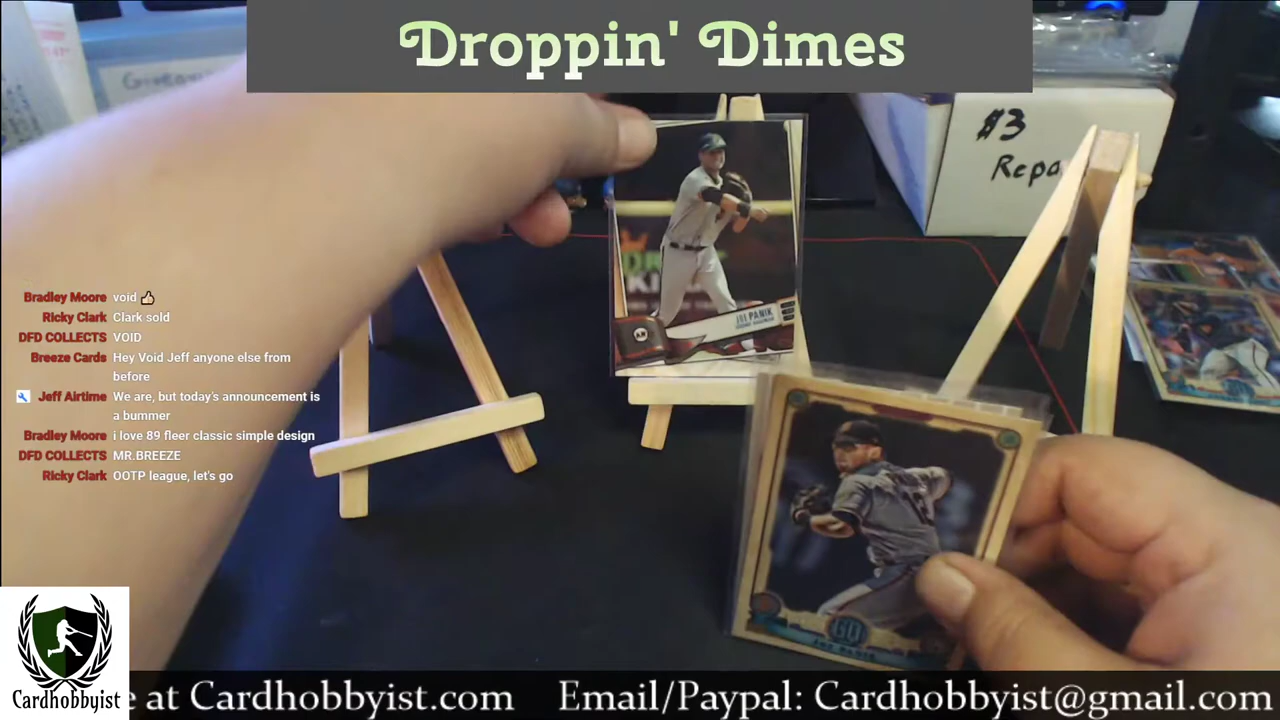 Droppin' Dimes
$3
Repa
JOE PANIK
Bradley Moore void 👍
Ricky Clark Clark sold
DFD COLLECTS VOID
Breeze Cards Hey Void Jeff anyone else from
before
Jeff Airtime We are, but today's announcement is
a bummer
Bradley Moore i love 89 fleer classic simple design
DFD COLLECTS MR.BREEZE
Ricky Clark OOTP league, let's go
GQ
JOE PANIK
Cardhobbyist
e at Cardhobbyist.com Email/Paypal: Cardhobbyist@gmail.com